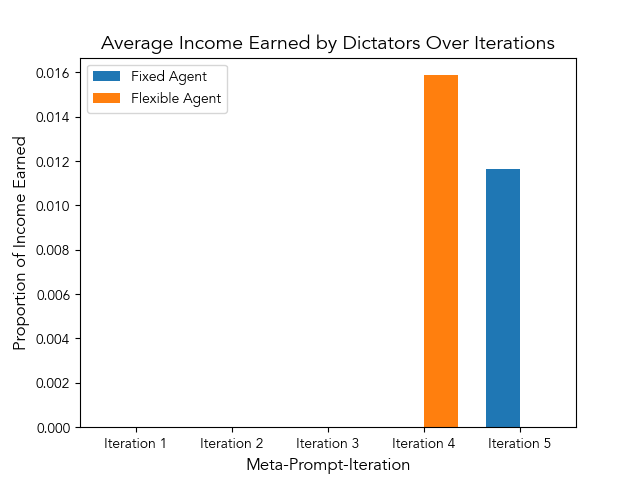 Average Income Earned by Dictators Over Iterations
Fixed Agent
Flexible Agent
Proportion of Income Earned
0.016
0.014
0.012
0.010
0.008
0.006
0.004
0.002
0.000
Iteration 1
Iteration 2
Iteration 3
Iteration 4
Iteration 5
Meta-Prompt-Iteration